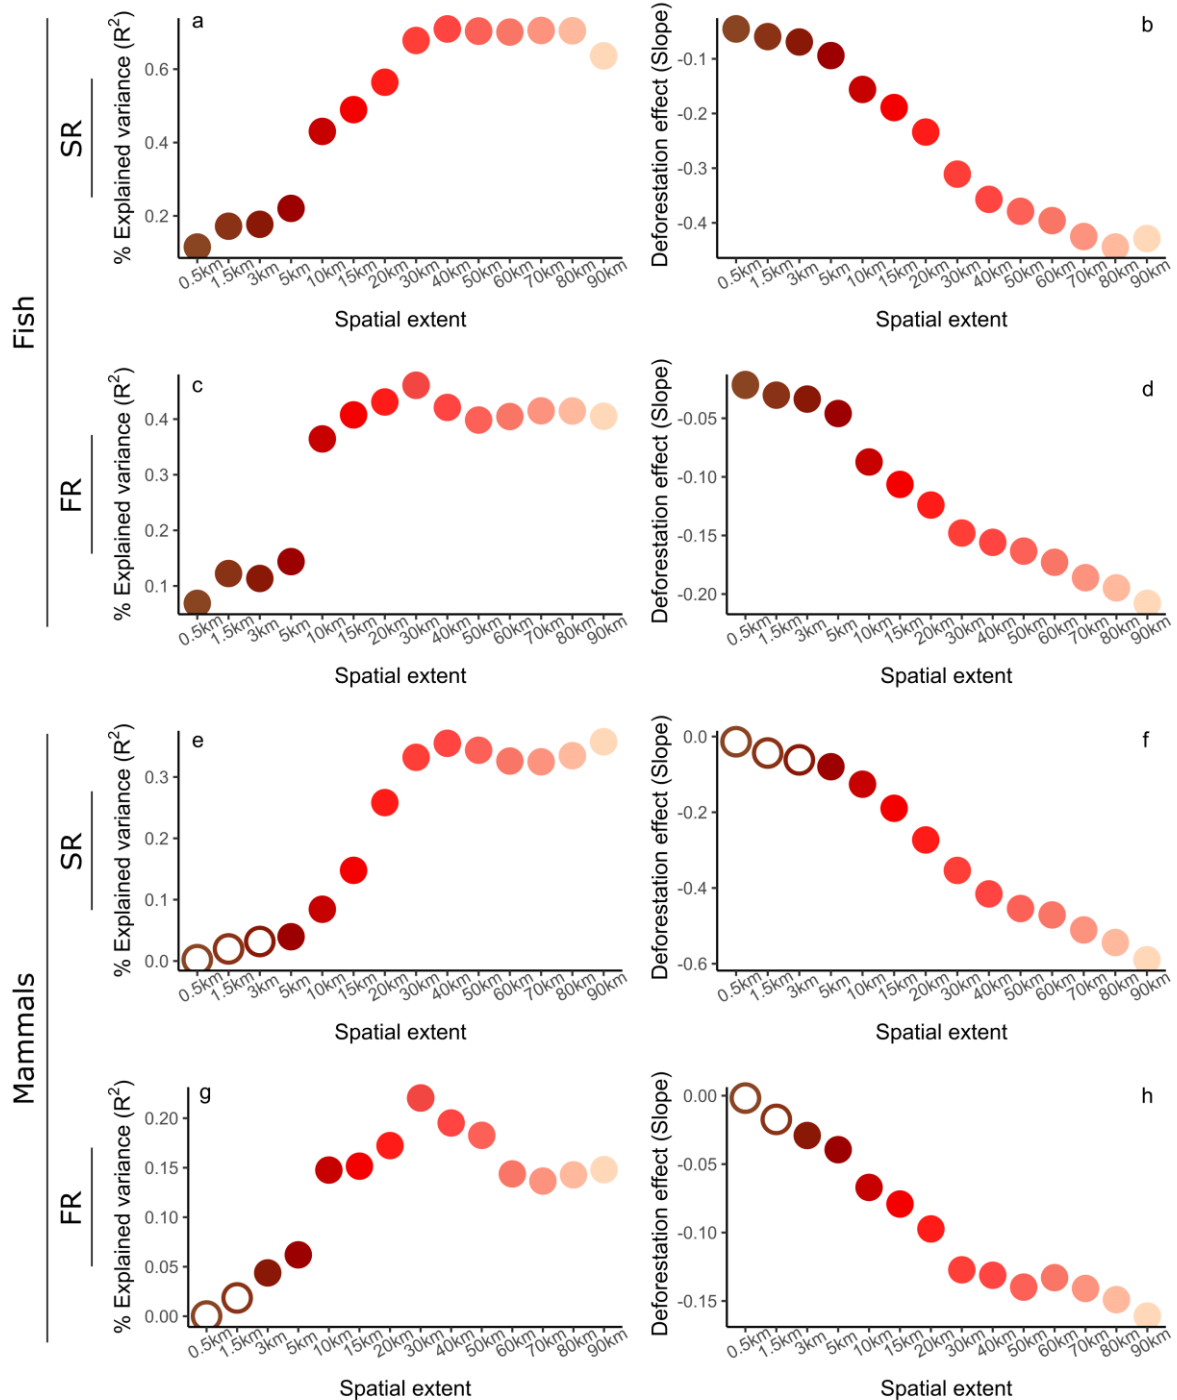 Fish
SR
a
% Explained variance (R2)
0.6
0.4
0.2
0.5km 1.5km 3km 5km 10km 15km 20km 30km 40km 50km 60km 70km 80km 90km
Spatial extent
b
Deforestation effect (Slope)
-0.1
-0.2
-0.3
-0.4
0.5km 1.5km 3km 5km 10km 15km 20km 30km 40km 50km 60km 70km 80km 90km
Spatial extent
FR
c
% Explained variance (R2)
0.4
0.3
0.2
0.1
0.5km 1.5km 3km 5km 10km 15km 20km 30km 40km 50km 60km 70km 80km 90km
Spatial extent
d
Deforestation effect (Slope)
-0.05
-0.10
-0.15
-0.20
0.5km 1.5km 3km 5km 10km 15km 20km 30km 40km 50km 60km 70km 80km 90km
Spatial extent
Mammals
SR
e
% Explained variance (R2)
0.3
0.2
0.1
0.0
0.5km 1.5km 3km 5km 10km 15km 20km 30km 40km 50km 60km 70km 80km 90km
Spatial extent
f
Deforestation effect (Slope)
0.0
-0.2
-0.4
-0.6
0.5km 1.5km 3km 5km 10km 15km 20km 30km 40km 50km 60km 70km 80km 90km
Spatial extent
FR
g
% Explained variance (R2)
0.20
0.15
0.10
0.05
0.00
0.5km 1.5km 3km 5km 10km 15km 20km 30km 40km 50km 60km 70km 80km 90km
Spatial extent
h
Deforestation effect (Slope)
0.00
-0.05
-0.10
-0.15
0.5km 1.5km 3km 5km 10km 15km 20km 30km 40km 50km 60km 70km 80km 90km
Spatial extent